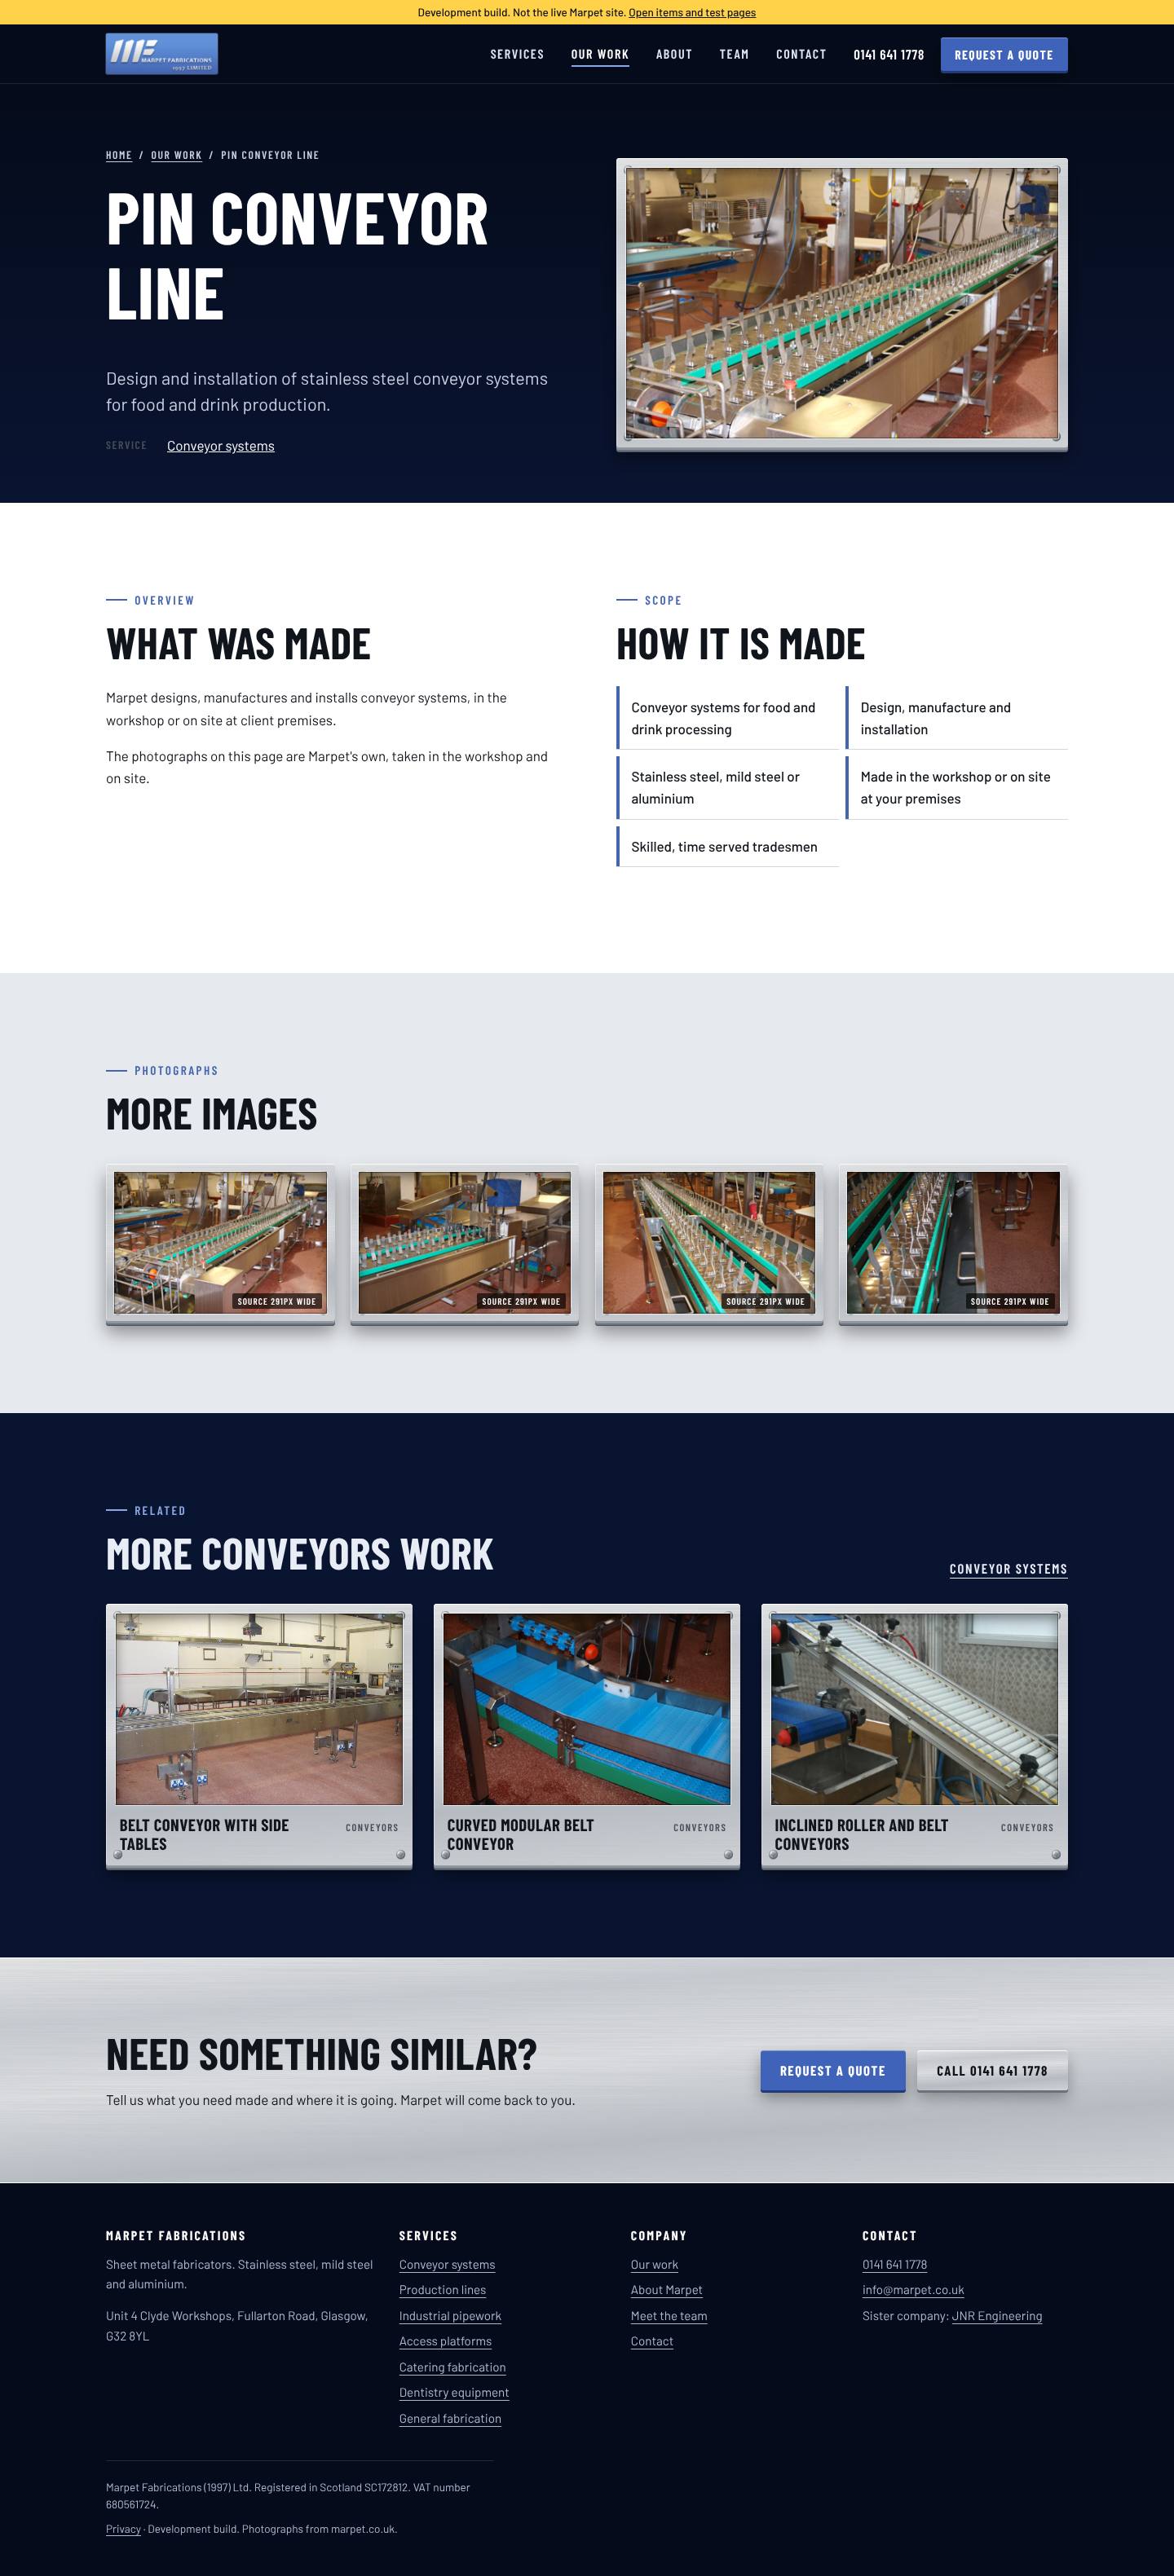 Development build. Not the live Marpet site. Open items and test pages
MF MARPET FABRICATIONS
1997 LIMITED
SERVICES OUR WORK ABOUT TEAM CONTACT 0141 641 1778 REQUEST A QUOTE
HOME / OUR WORK / PIN CONVEYOR LINE
PIN CONVEYOR
LINE
Design and installation of stainless steel conveyor systems
for food and drink production.
SERVICE Conveyor systems
OVERVIEW
WHAT WAS MADE
Marpet designs, manufactures and installs conveyor systems, in the
workshop or on site at client premises.
The photographs on this page are Marpet's own, taken in the workshop and
on site.
SCOPE
HOW IT IS MADE
Conveyor systems for food and
drink processing
Design, manufacture and
installation
Stainless steel, mild steel or
aluminium
Made in the workshop or on site
at your premises
Skilled, time served tradesmen
PHOTOGRAPHS
MORE IMAGES
SOURCE 291PX WIDE
SOURCE 291PX WIDE
SOURCE 291PX WIDE
SOURCE 291PX WIDE
RELATED
MORE CONVEYORS WORK
CONVEYOR SYSTEMS
BELT CONVEYOR WITH SIDE
TABLES
CONVEYORS
CURVED MODULAR BELT
CONVEYOR
CONVEYORS
INCLINED ROLLER AND BELT
CONVEYORS
CONVEYORS
NEED SOMETHING SIMILAR?
Tell us what you need made and where it is going. Marpet will come back to you.
REQUEST A QUOTE
CALL 0141 641 1778
MARPET FABRICATIONS
Sheet metal fabricators. Stainless steel, mild steel
and aluminium.
Unit 4 Clyde Workshops, Fullarton Road, Glasgow,
G32 8YL
SERVICES
Conveyor systems
Production lines
Industrial pipework
Access platforms
Catering fabrication
Dentistry equipment
General fabrication
COMPANY
Our work
About Marpet
Meet the team
Contact
CONTACT
0141 641 1778
info@marpet.co.uk
Sister company: JNR Engineering
Marpet Fabrications (1997) Ltd. Registered in Scotland SC172812. VAT number
680561724.
Privacy · Development build. Photographs from marpet.co.uk.